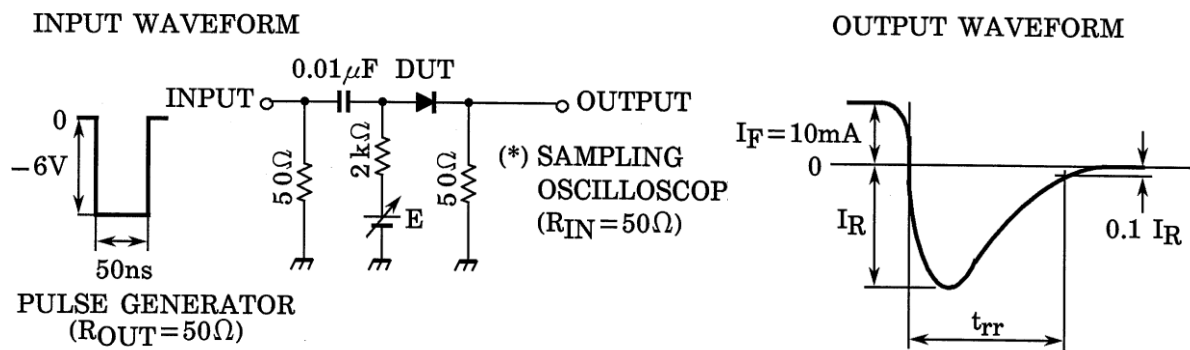 INPUT WAVEFORM
0
−6V
50ns
PULSE GENERATOR
(ROUT=50Ω)
0.01μF DUT
INPUT
OUTPUT
50Ω
2kΩ
E
50Ω
(*) SAMPLING
OSCILLOSCOP
(RIN=50Ω)
OUTPUT WAVEFORM
IF=10mA
0
IR
0.1 IR
trr